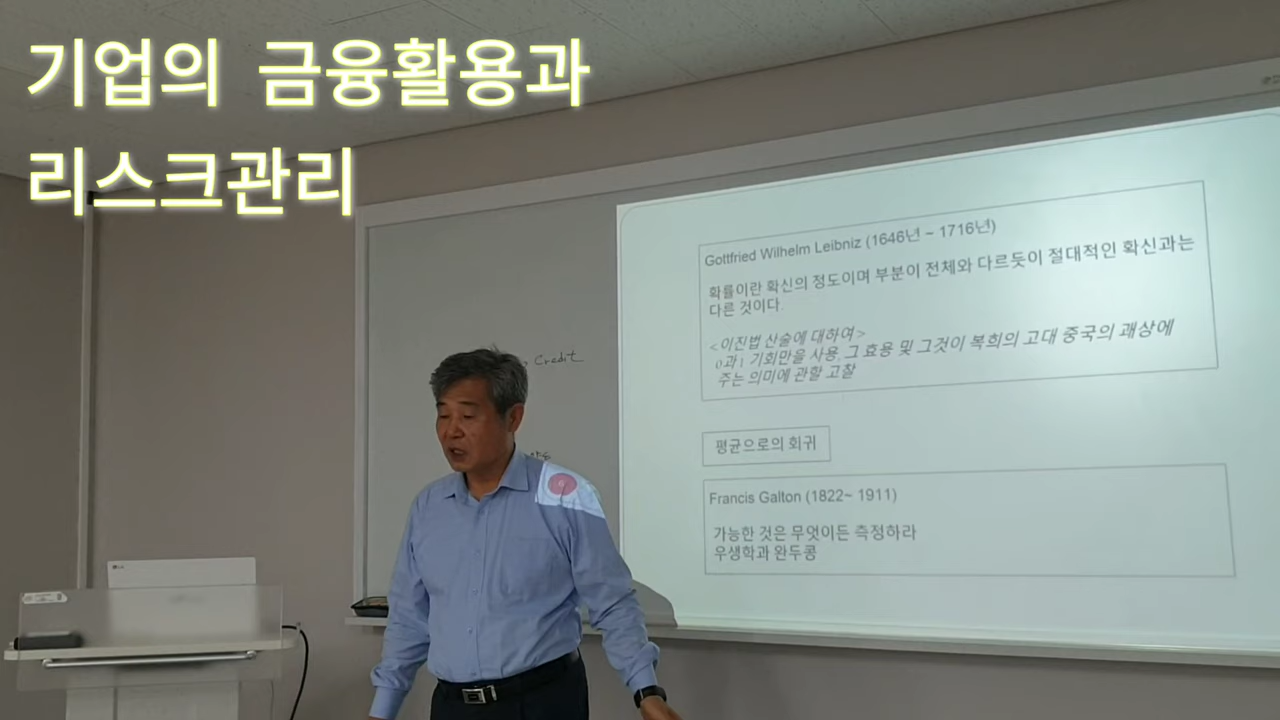 기업의 금융활용과
리스크관리
Gottfried Wilhelm Leibniz (1646년 ~ 1716년)
확률이란 확신의 정도이며 부분이 전체와 다르듯이 절대적인 확신과는
다른 것이다.
<이진법 산술에 대하여>
0과 1 기회만을 사용, 그 효용 및 그것이 복희의 고대 중국의 괘상에
주는 의미에 관할 고찰
Credit
평균으로의 회귀
Francis Galton (1822~ 1911)
가능한 것은 무엇이든 측정하라
우생학과 완두콩
LG